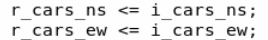 r_cars_ns <= i_cars_ns;
r_cars_ew <= i_cars_ew;